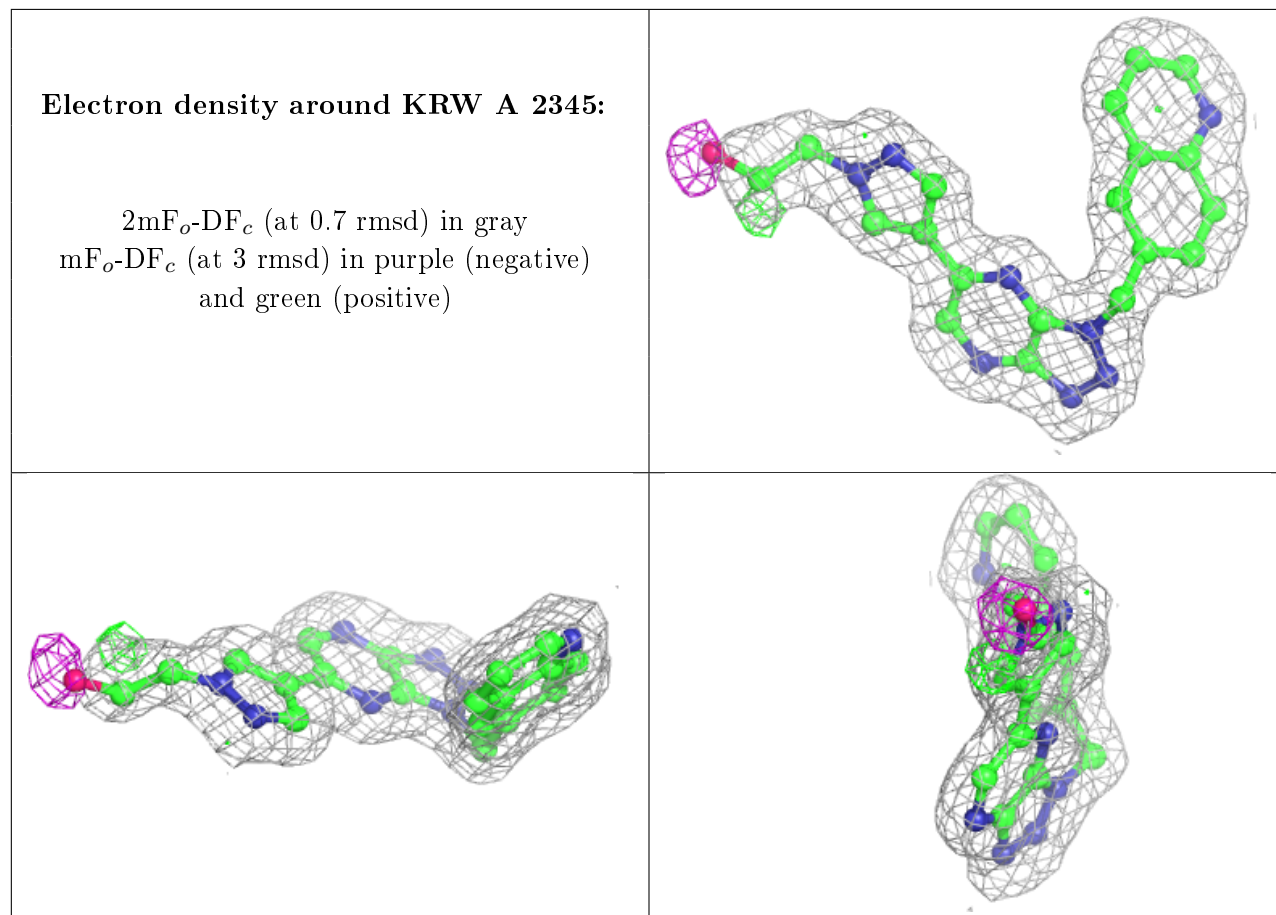 Electron density around KRW A 2345:
2mFo-DFc (at 0.7 rmsd) in gray
mFo-DFc (at 3 rmsd) in purple (negative)
and green (positive)